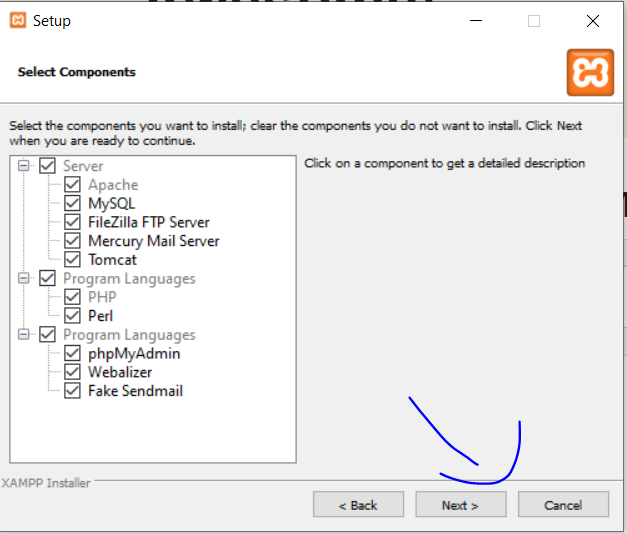 Setup
Select Components
Select the components you want to install; clear the components you do not want to install. Click Next
when you are ready to continue.
Server
Apache
MySQL
FileZilla FTP Server
Mercury Mail Server
Tomcat
Program Languages
PHP
Perl
Program Languages
phpMyAdmin
Webalizer
Fake Sendmail
Click on a component to get a detailed description
XAMPP Installer
< Back
Next >
Cancel